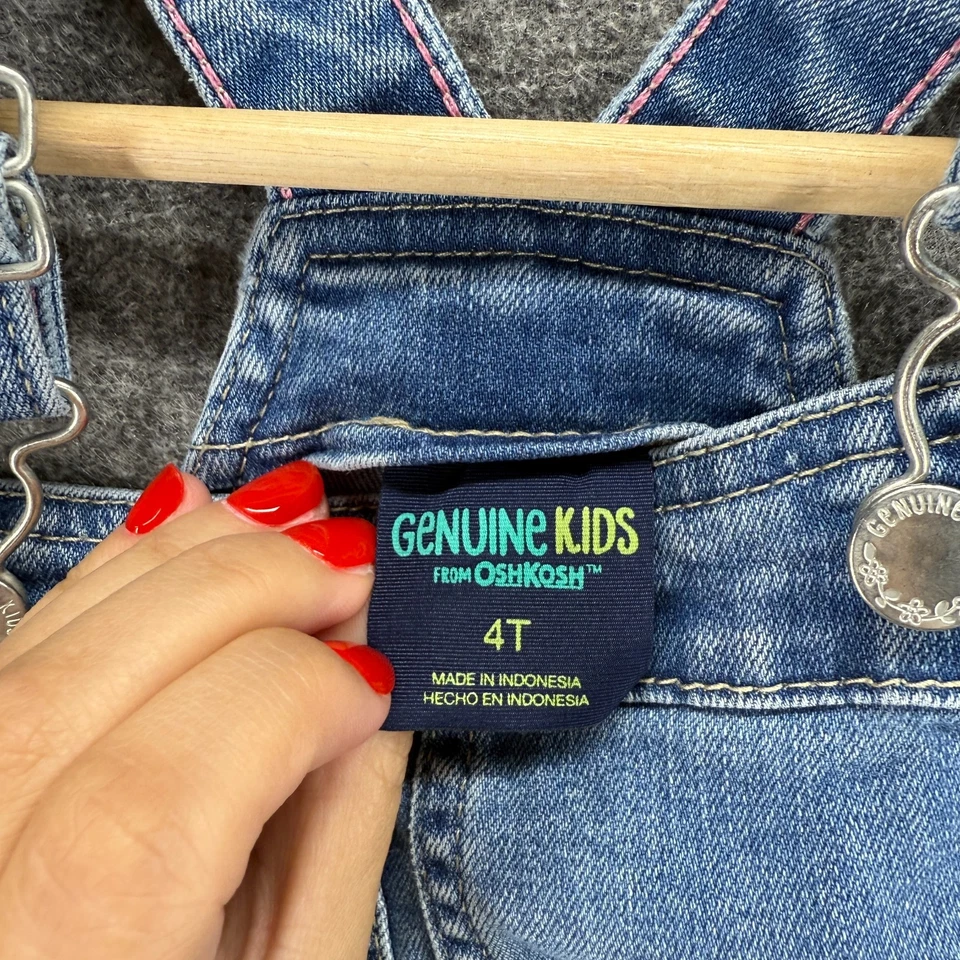 GENUINE KIDS
FROM OSHKOSH™
4T
MADE IN INDONESIA
HECHO EN INDONESIA
GENUINE